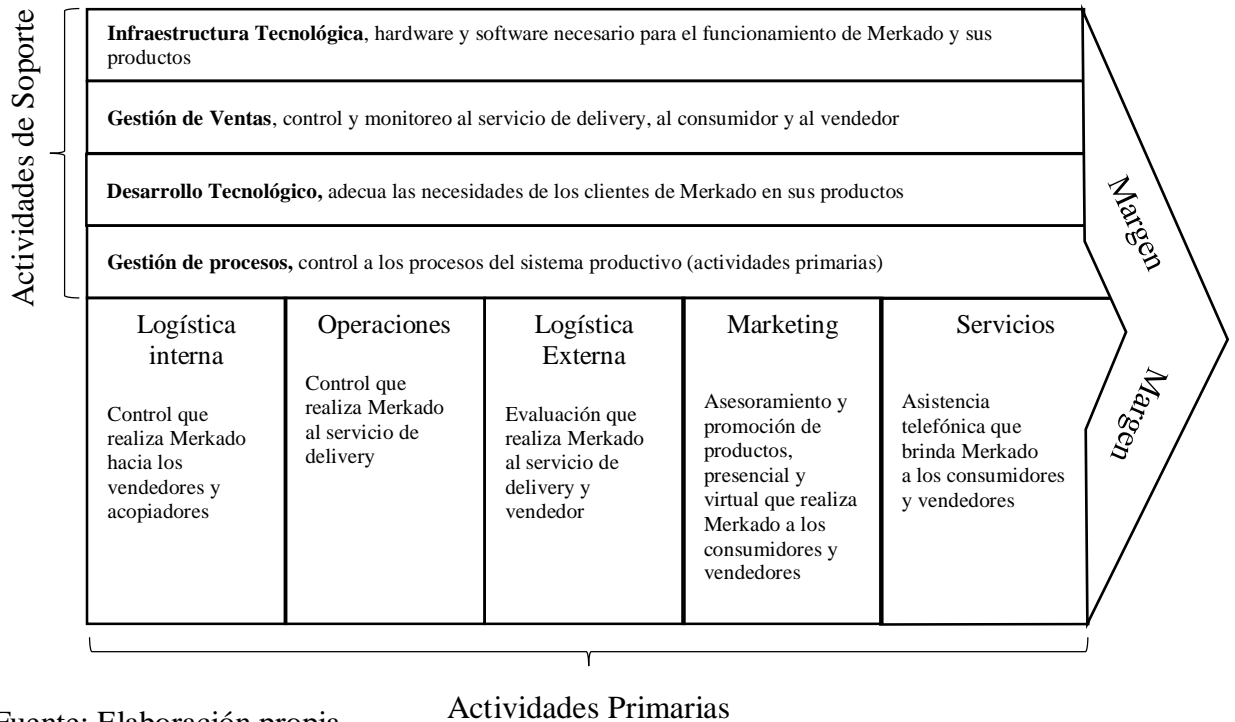 Actividades de Soporte
Infraestructura Tecnológica, hardware y software necesario para el funcionamiento de Merkado y sus
productos
Gestión de Ventas, control y monitoreo al servicio de delivery, al consumidor y al vendedor
Desarrollo Tecnológico, adecua las necesidades de los clientes de Merkado en sus productos
Gestión de procesos, control a los procesos del sistema productivo (actividades primarias)
Margen
Margen
Logística
interna
Control que
realiza Merkado
hacia los
vendedores y
acopiadores
Operaciones
Control que
realiza Merkado
al servicio de
delivery
Logística
Externa
Evaluación que
realiza Merkado
al servicio de
delivery y
vendedor
Marketing
Asesoramiento y
promoción de
productos,
presencial y
virtual que realiza
Merkado a los
consumidores y
vendedores
Servicios
Asistencia
telefónica que
brinda Merkado
a los consumidores
y vendedores
Actividades Primarias
Fuente: Elaboración propia